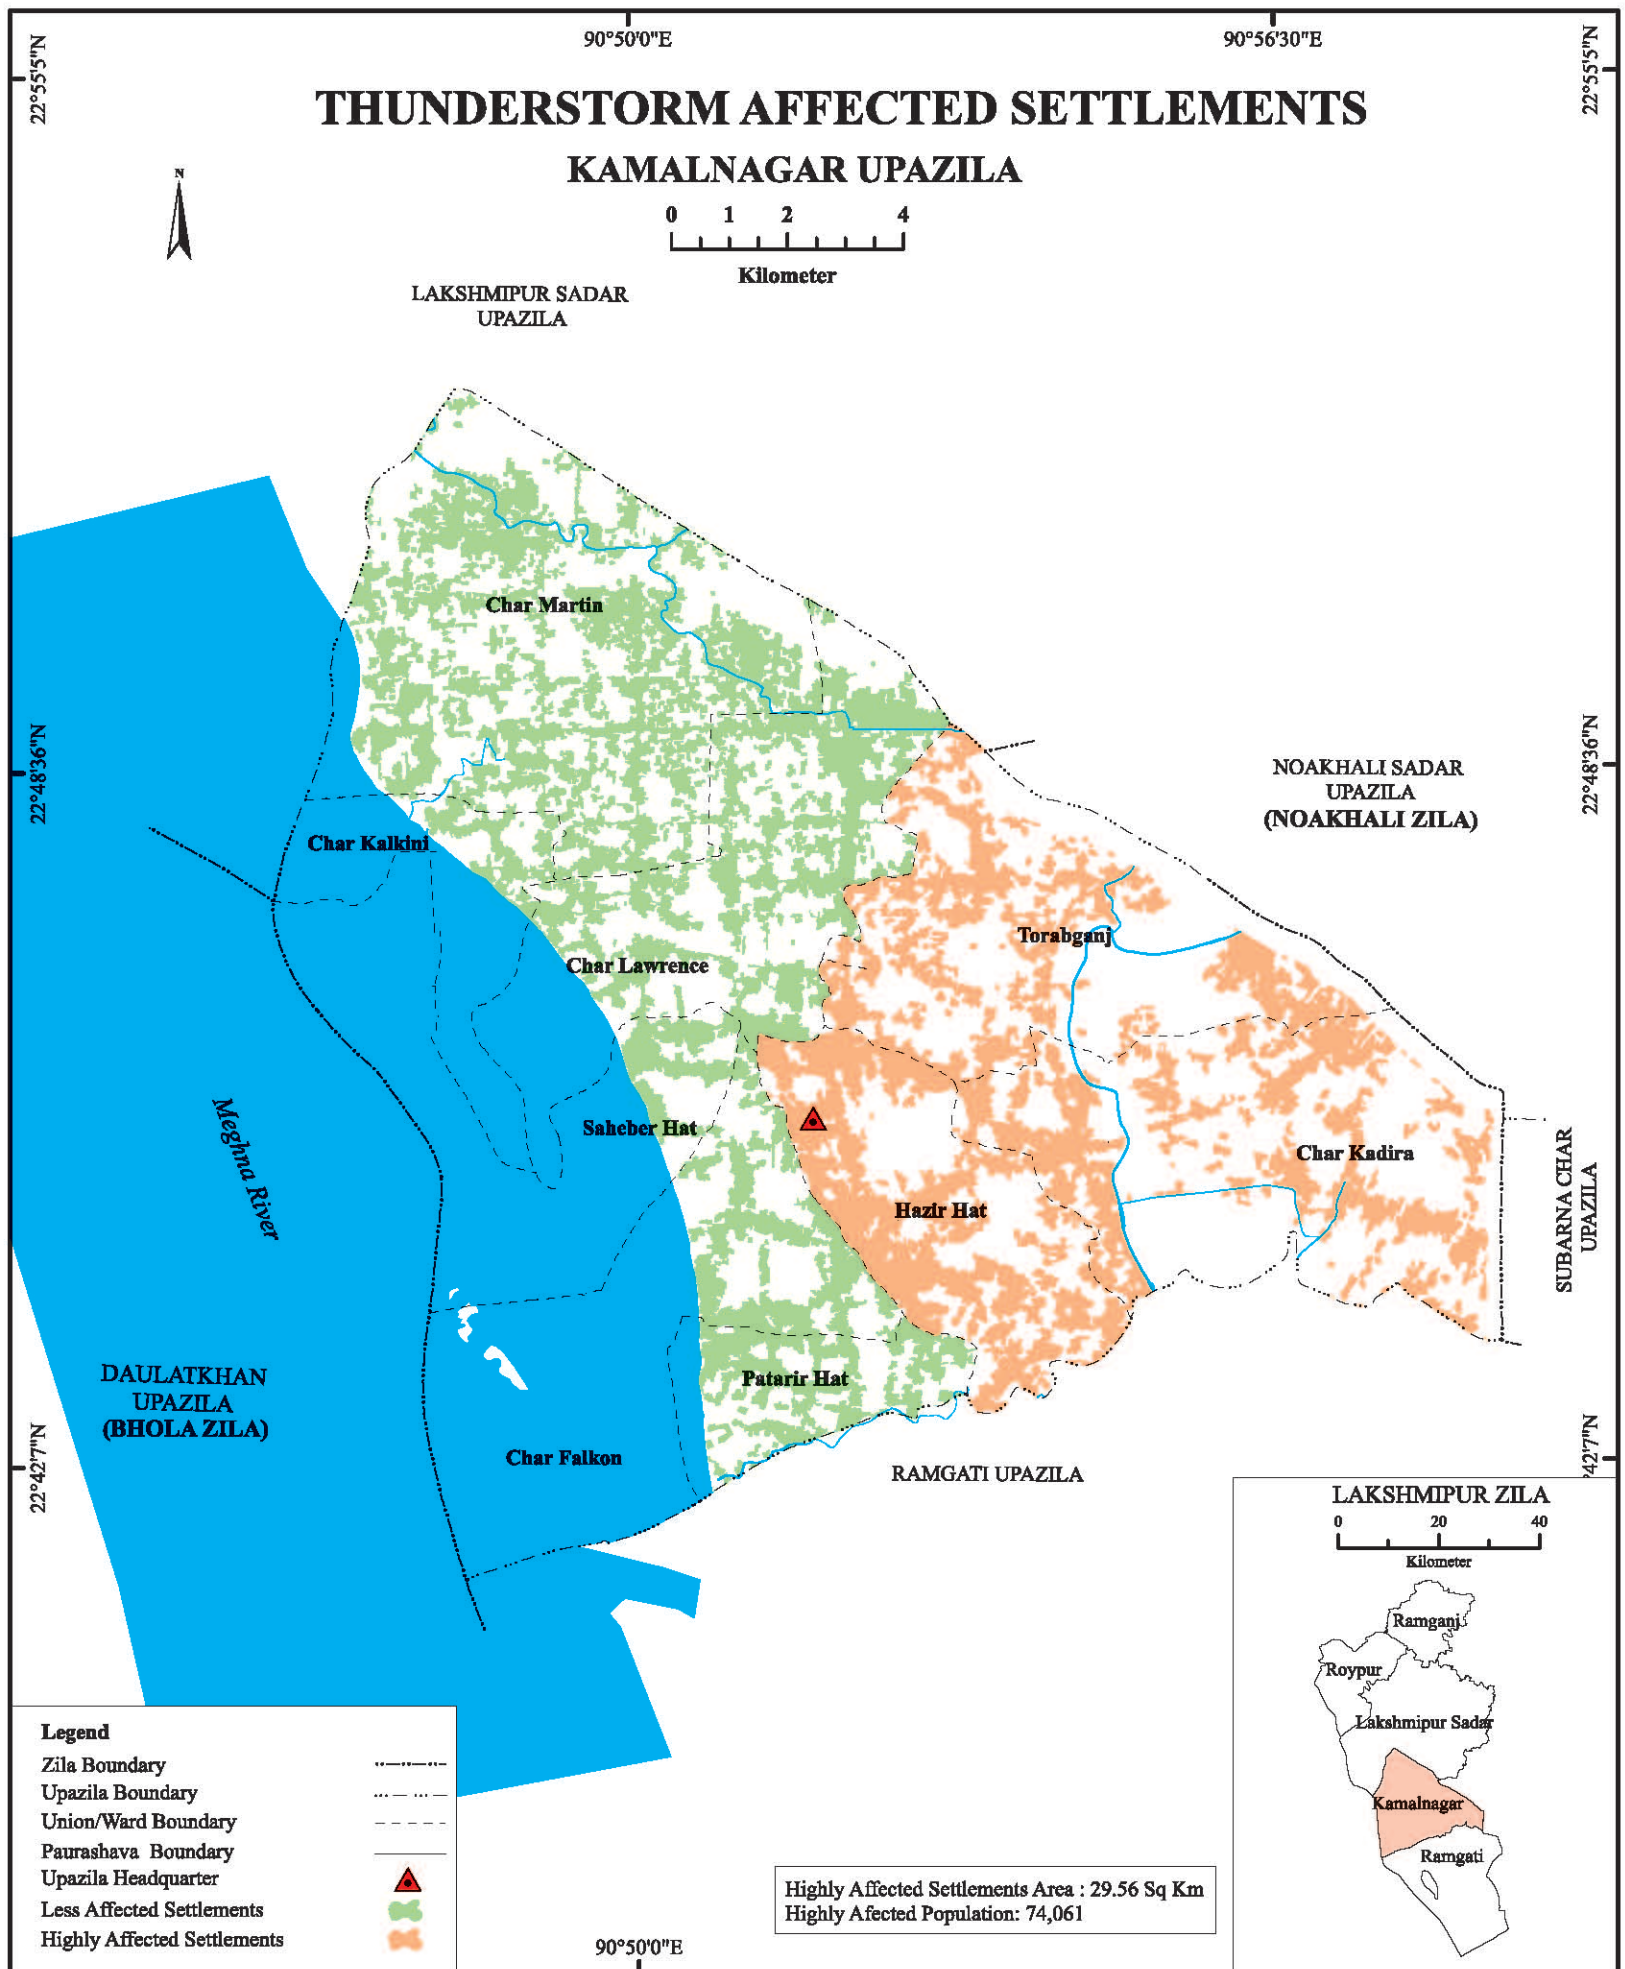 90°50'0"E
90°56'30"E
22°55'5"N
22°55'5"N
THUNDERSTORM AFFECTED SETTLEMENTS
KAMALNAGAR UPAZILA
N
0 1 2 4
Kilometer
LAKSHMIPUR SADAR
UPAZILA
Char Martin
22°48'36"N
22°48'36"N
NOAKHALI SADAR
UPAZILA
(NOAKHALI ZILA)
Char Kalkini
Torabganj
Char Lawrence
Meghna River
Saheber Hat
Char Kadira
SUBARNA CHAR
UPAZILA
Hazir Hat
DAULATKHAN
UPAZILA
(BHOLA ZILA)
Patarir Hat
Char Falkon
RAMGATI UPAZILA
22°42'7"N
°42'7"N
LAKSHMIPUR ZILA
0 20 40
Kilometer
Ramganj
Roypur
Lakshmipur Sadar
Kamalnagar
Ramgati
Legend
Zila Boundary
Upazila Boundary
Union/Ward Boundary
Paurashava Boundary
Upazila Headquarter
Less Affected Settlements
Highly Affected Settlements
Highly Affected Settlements Area : 29.56 Sq Km
Highly Afected Population: 74,061
90°50'0"E